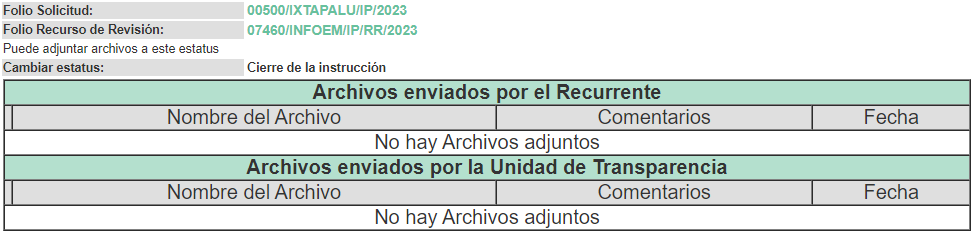 Folio Solicitud: 00500/IXTAPALU/IP/2023
Folio Recurso de Revisión: 07460/INFOEM/IP/RR/2023
Puede adjuntar archivos a este estatus
Cambiar estatus: Cierre de la instrucción
Archivos enviados por el Recurrente
Nombre del Archivo Comentarios Fecha
No hay Archivos adjuntos
Archivos enviados por la Unidad de Transparencia
Nombre del Archivo Comentarios Fecha
No hay Archivos adjuntos